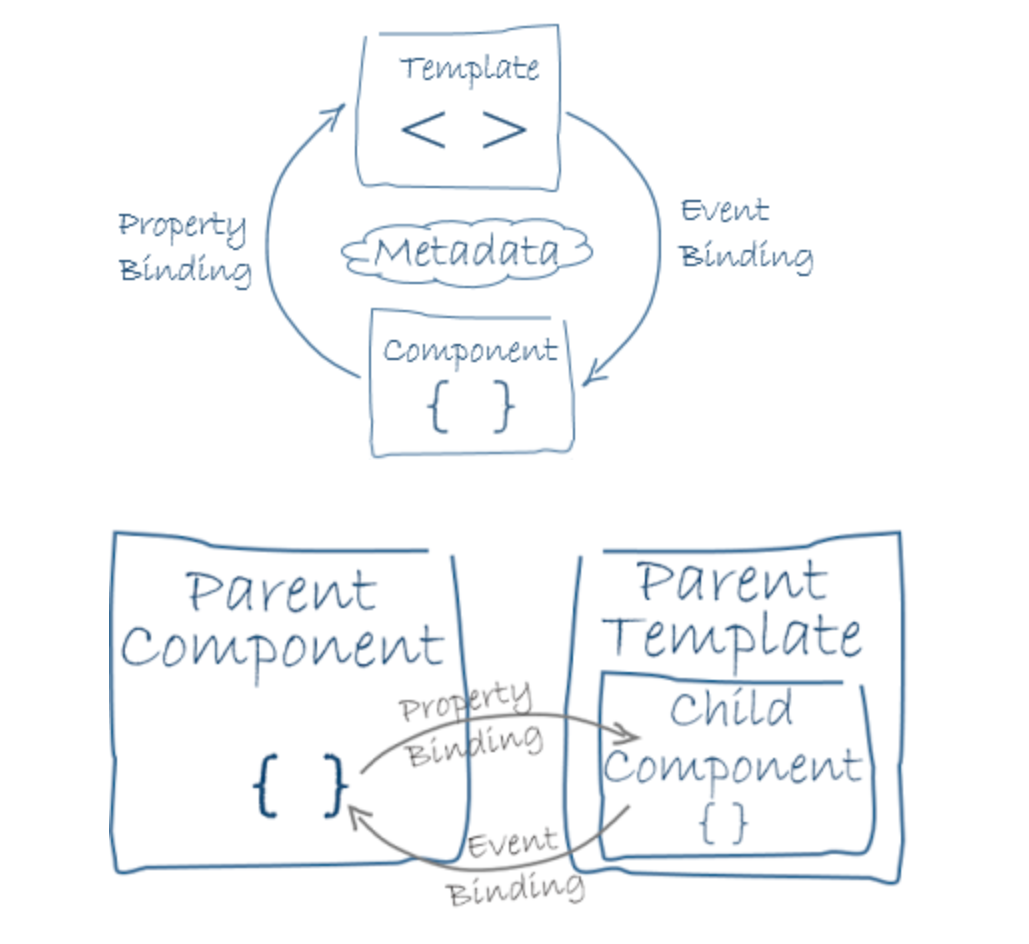 Template
< >
Property
Binding
Event
Binding
Metadata
Component
{ }
Parent
Component
{ }
Parent
Template
Property
Binding
Child
Component
{ }
Event
Binding